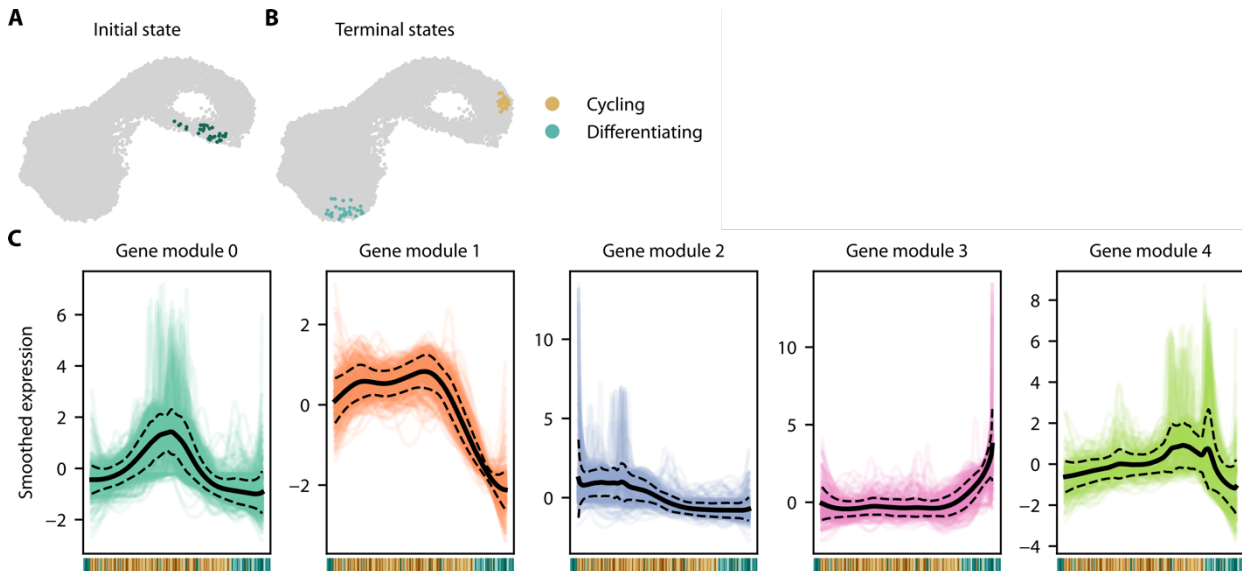 A
Initial state
B
Terminal states
Cycling
Differentiating
C
Gene module 0
Gene module 1
Gene module 2
Gene module 3
Gene module 4
Smoothed expression
6
4
2
0
−2
2
0
−2
10
5
0
10
5
0
8
6
4
2
0
−2
−4